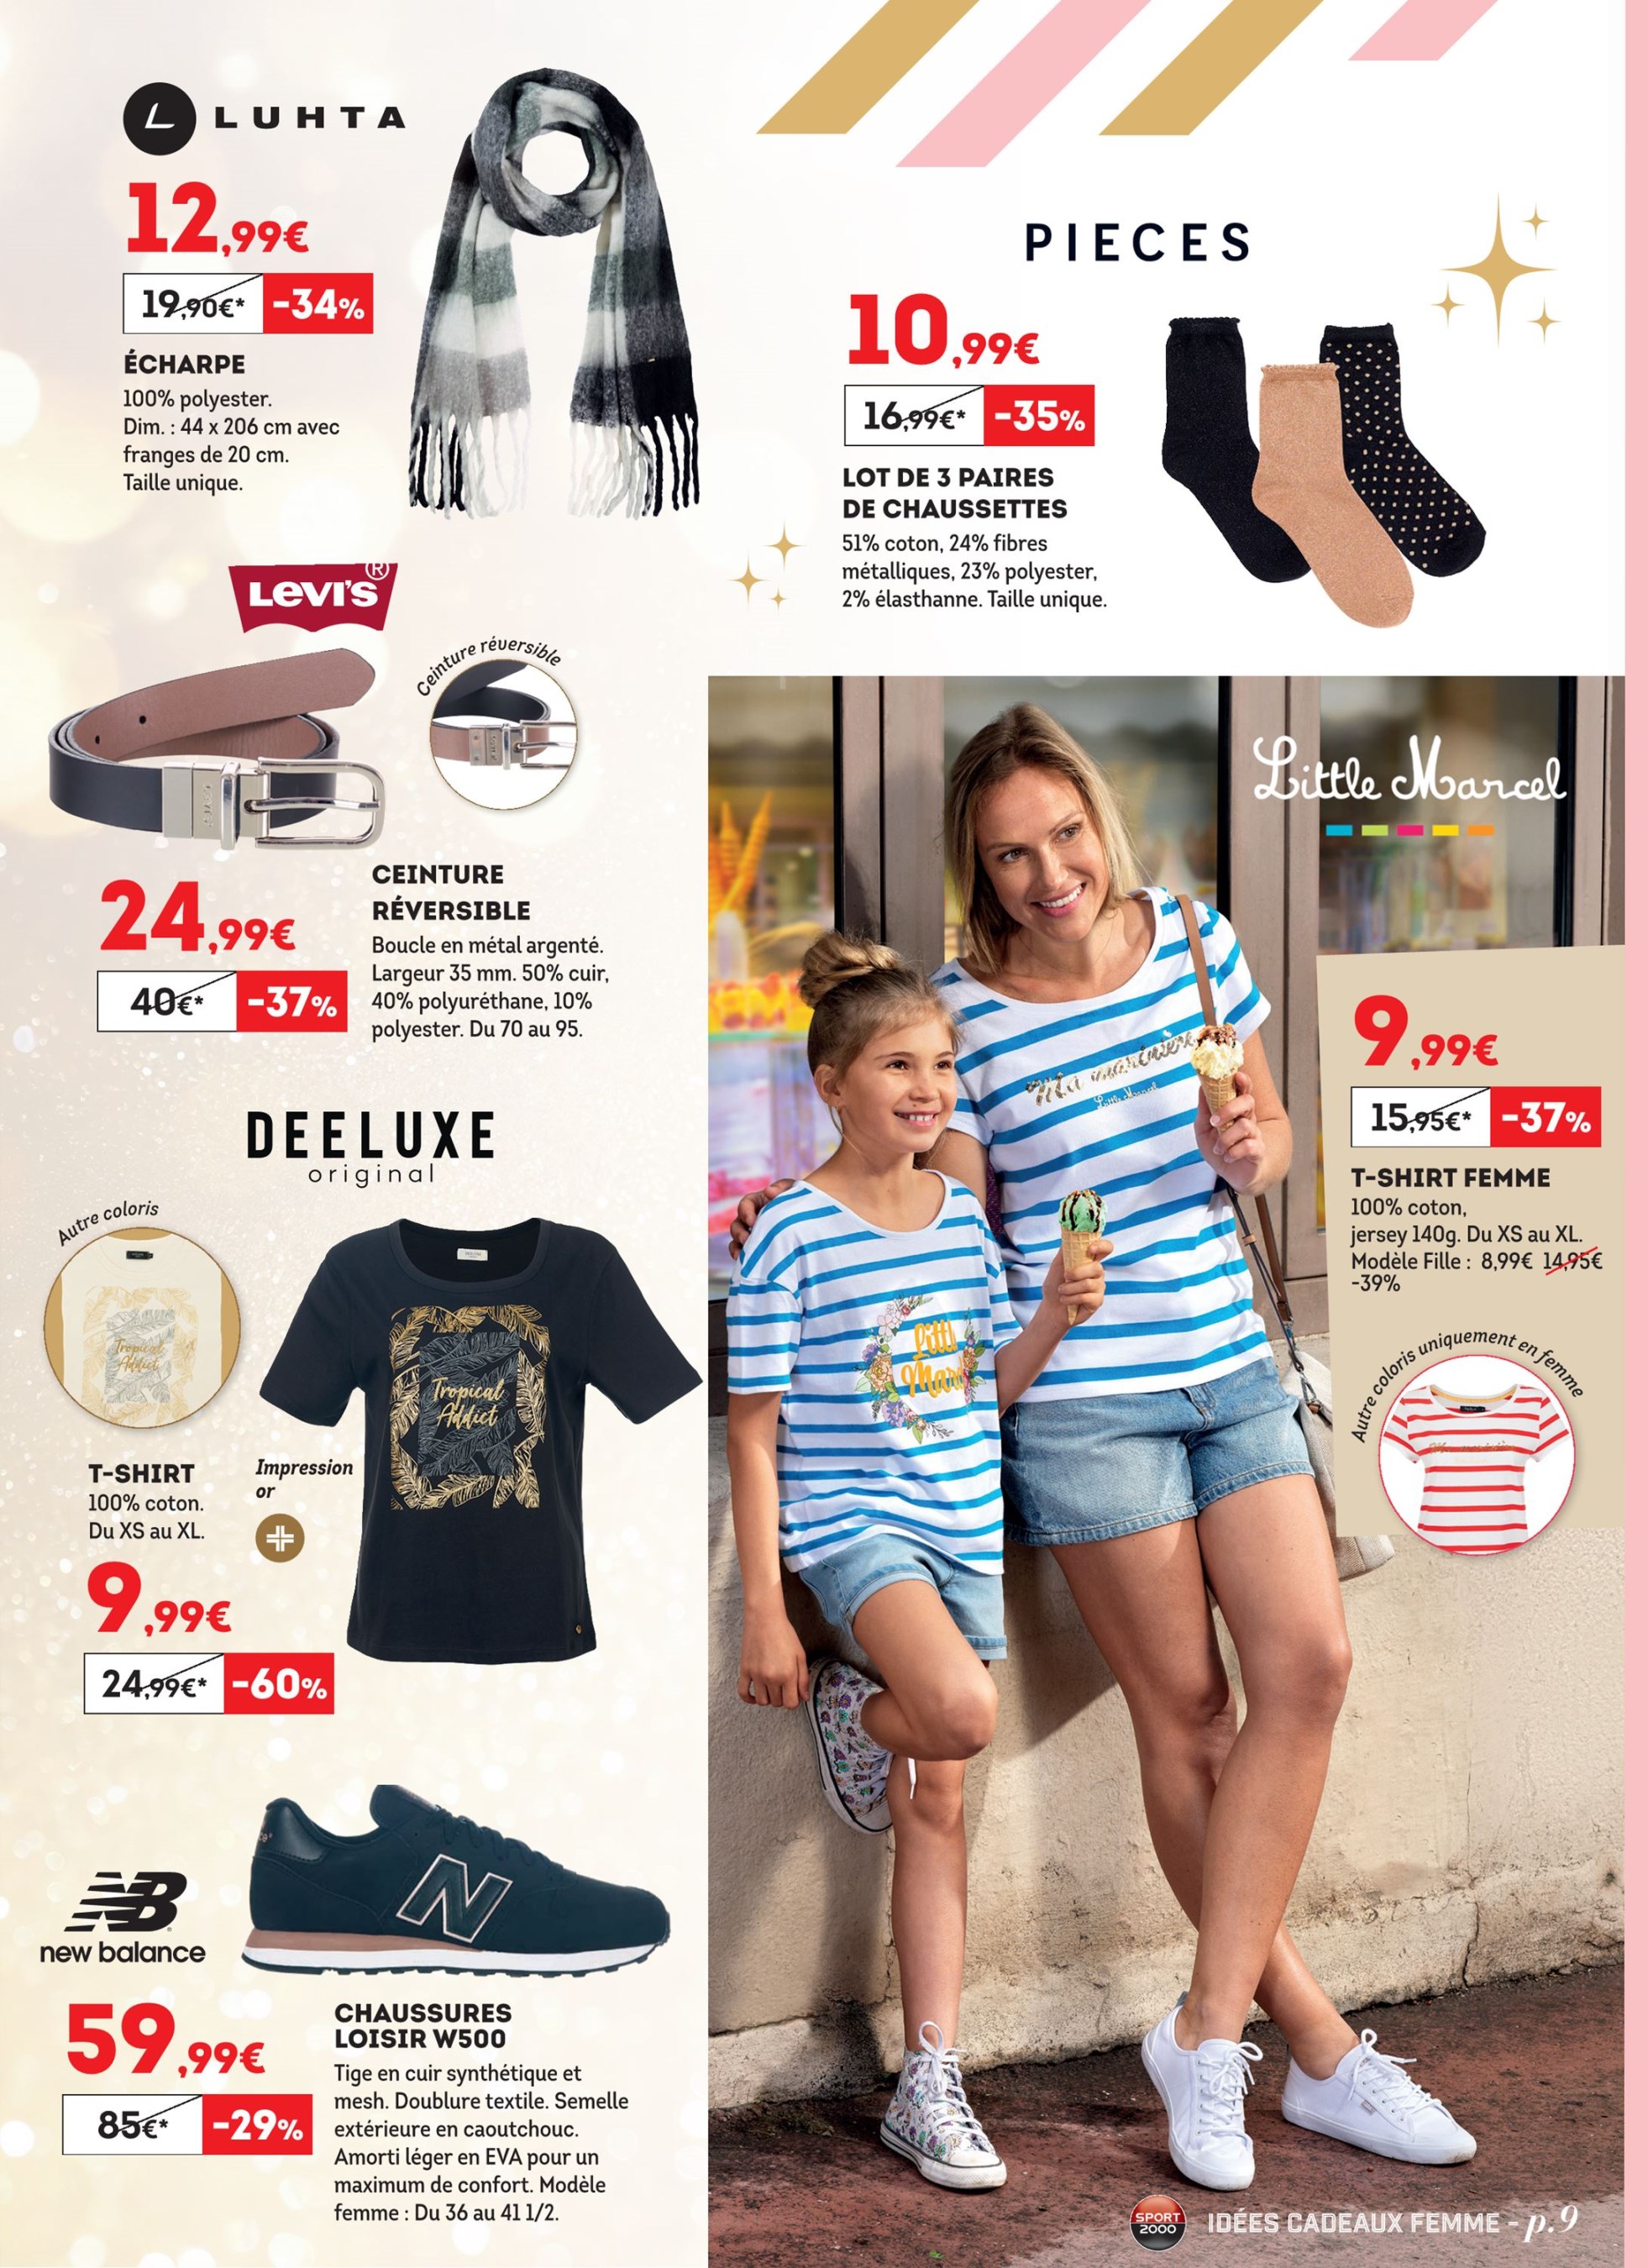 LUHTA
12,99€
19,90€* -34%
ÉCHARPE
100% polyester.
Dim. : 44 x 206 cm avec
franges de 20 cm.
Taille unique.
PIECES
10,99€
16,99€* -35%
LOT DE 3 PAIRES
DE CHAUSSETTES
51% coton, 24% fibres
métalliques, 23% polyester,
2% élasthanne. Taille unique.
LEVI'S®
Ceinture réversible
24,99€
40€* -37%
CEINTURE
RÉVERSIBLE
Boucle en métal argenté.
Largeur 35 mm. 50% cuir,
40% polyuréthane, 10%
polyester. Du 70 au 95.
DEELUXE
original
Autre coloris
Tropical
Addict
Tropical
Addict
T-SHIRT
100% coton.
Du XS au XL.
Impression
or
9,99€
24,99€* -60%
new balance
N
59,99€
85€* -29%
CHAUSSURES
LOISIR W500
Tige en cuir synthétique et
mesh. Doublure textile. Semelle
extérieure en caoutchouc.
Amorti léger en EVA pour un
maximum de confort. Modèle
femme : Du 36 au 41 1/2.
Little Marcel
Ma marinière
Little Marcel
9,99€
15,95€* -37%
T-SHIRT FEMME
100% coton,
jersey 140g. Du XS au XL.
Modèle Fille : 8,99€ 14,95€
-39%
Autre coloris uniquement en femme
SPORT
2000
IDÉES CADEAUX FEMME - p.9